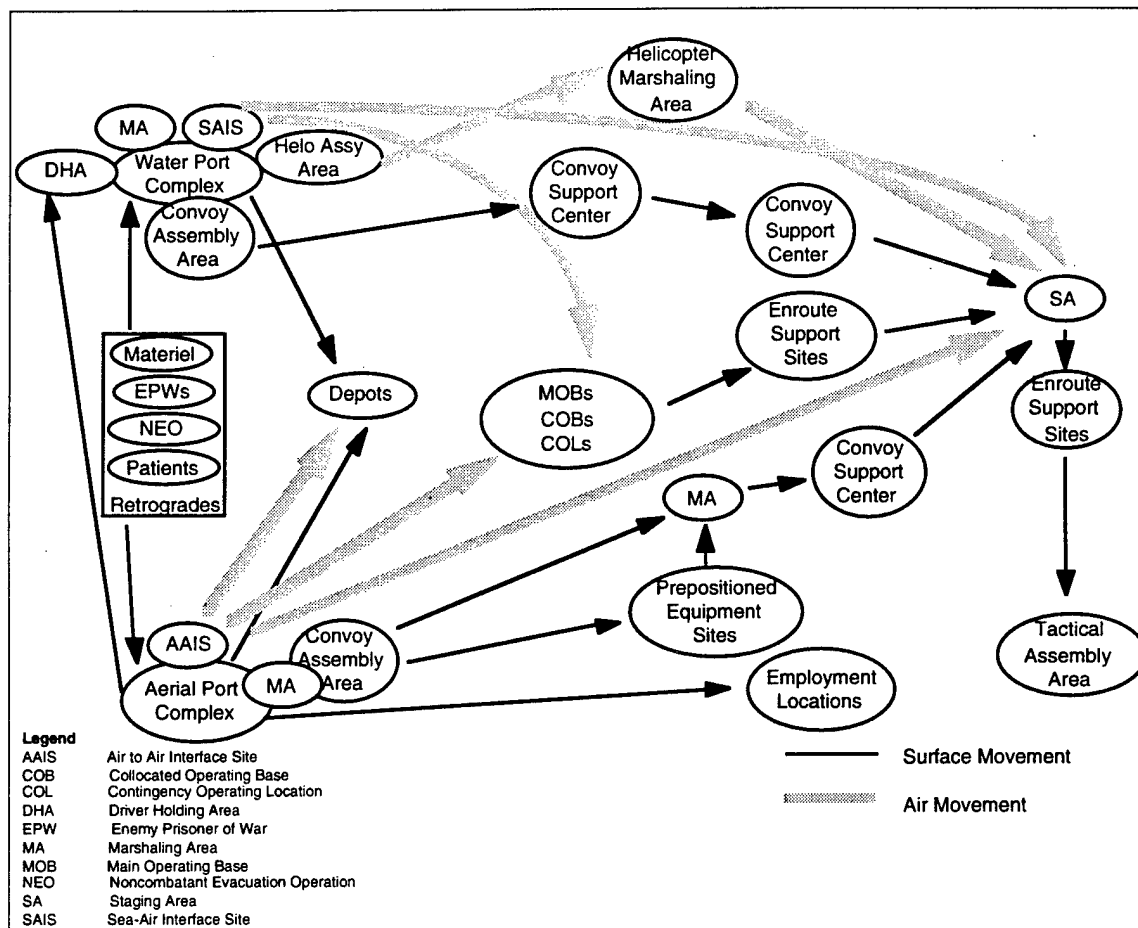 Helicopter
Marshaling
Area
MA
SAIS
Helo Assy
Area
DHA
Water Port
Complex
Convoy
Assembly
Area
Convoy
Support
Center
Convoy
Support
Center
SA
Materiel
EPWs
NEO
Patients
Retrogrades
Depots
MOBs
COBs
COLs
Enroute
Support
Sites
Enroute
Support
Sites
Convoy
Support
Center
MA
Prepositioned
Equipment
Sites
AAIS
Convoy
Assembly
Area
MA
Aerial Port
Complex
Employment
Locations
Tactical
Assembly
Area
Legend
AAIS Air to Air Interface Site
COB Collocated Operating Base
COL Contingency Operating Location
DHA Driver Holding Area
EPW Enemy Prisoner of War
MA Marshaling Area
MOB Main Operating Base
NEO Noncombatant Evacuation Operation
SA Staging Area
SAIS Sea-Air Interface Site
Surface Movement
Air Movement